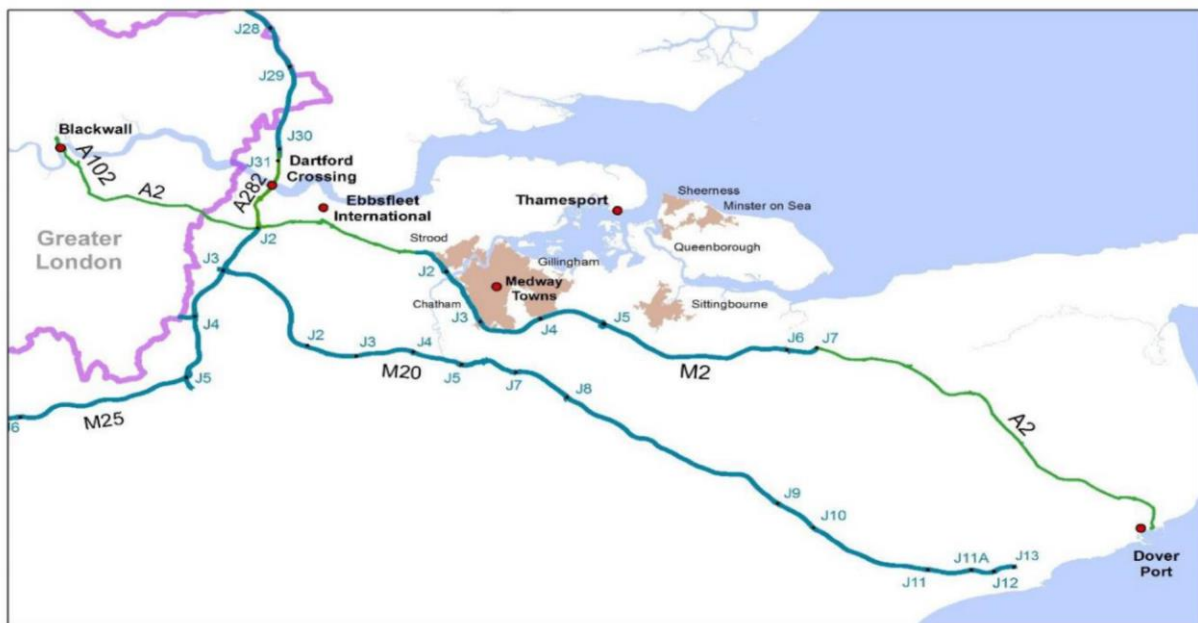 J28
J29
Blackwall
A102
A2
J30
J31
Dartford
Crossing
A282
Ebbsfleet
International
Thamesport
Sheerness
Minster on Sea
Queenborough
Greater
London
J2
Strood
J3
J2
Gillingham
Medway
Towns
Chatham
J3
Sittingbourne
J4
J4
J5
J6
J7
J2
J3
J4
M20
J5
J7
M2
J5
J8
M25
J6
A2
J9
J10
J11
J11A
J12
J13
Dover
Port